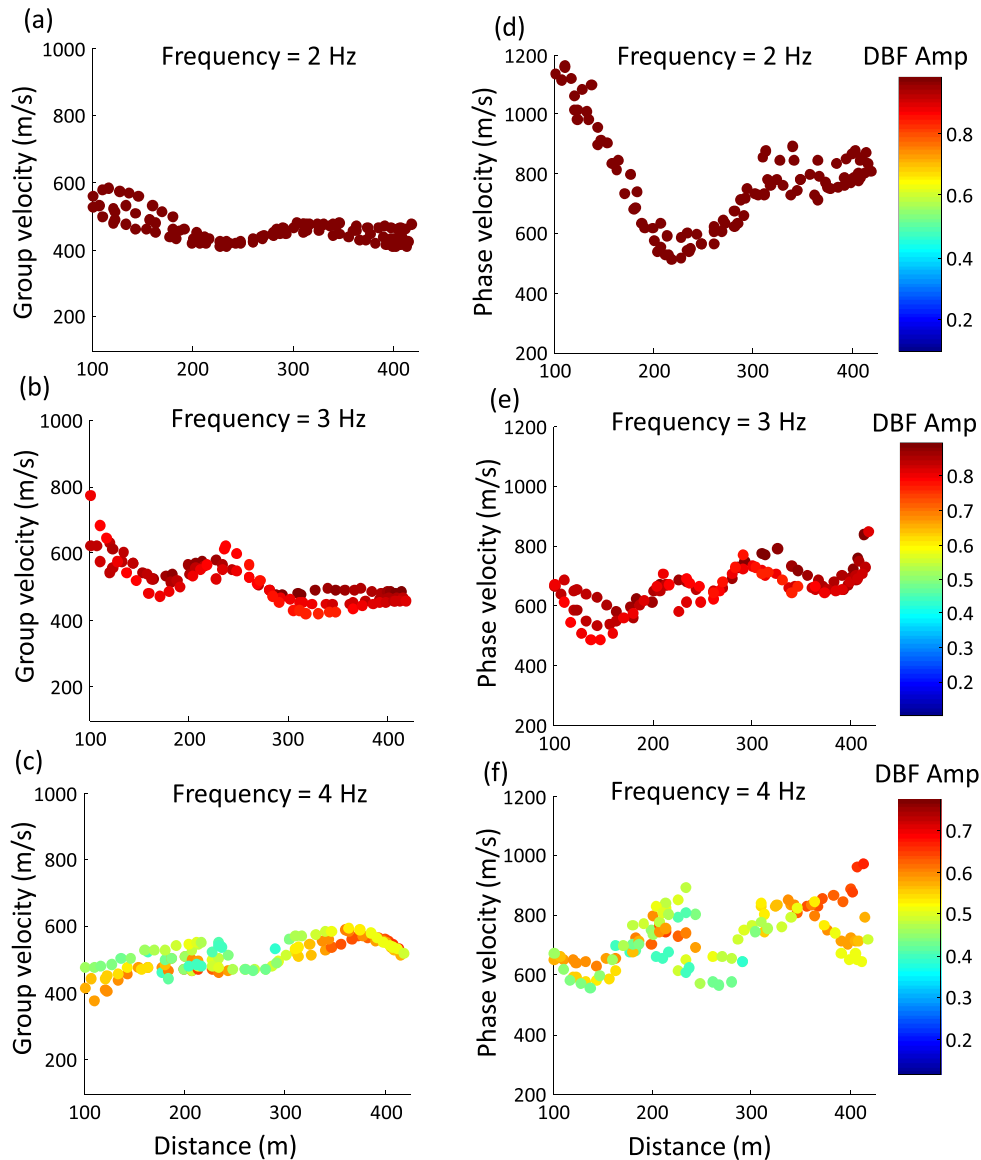 (a)
Frequency = 2 Hz
1000
800
600
400
200
Group velocity (m/s)
100 200 300 400
(d)
Frequency = 2 Hz
1200
1000
800
600
400
200
Phase velocity (m/s)
100 200 300 400
DBF Amp
0.8
0.6
0.4
0.2
(b)
Frequency = 3 Hz
1000
800
600
400
200
Group velocity (m/s)
100 200 300 400
(e)
Frequency = 3 Hz
1200
1000
800
600
400
200
Phase velocity (m/s)
100 200 300 400
DBF Amp
0.8
0.7
0.6
0.5
0.4
0.3
0.2
(c)
Frequency = 4 Hz
1000
800
600
400
200
Group velocity (m/s)
100 200 300 400
Distance (m)
(f)
Frequency = 4 Hz
1200
1000
800
600
400
200
Phase velocity (m/s)
100 200 300 400
Distance (m)
DBF Amp
0.7
0.6
0.5
0.4
0.3
0.2